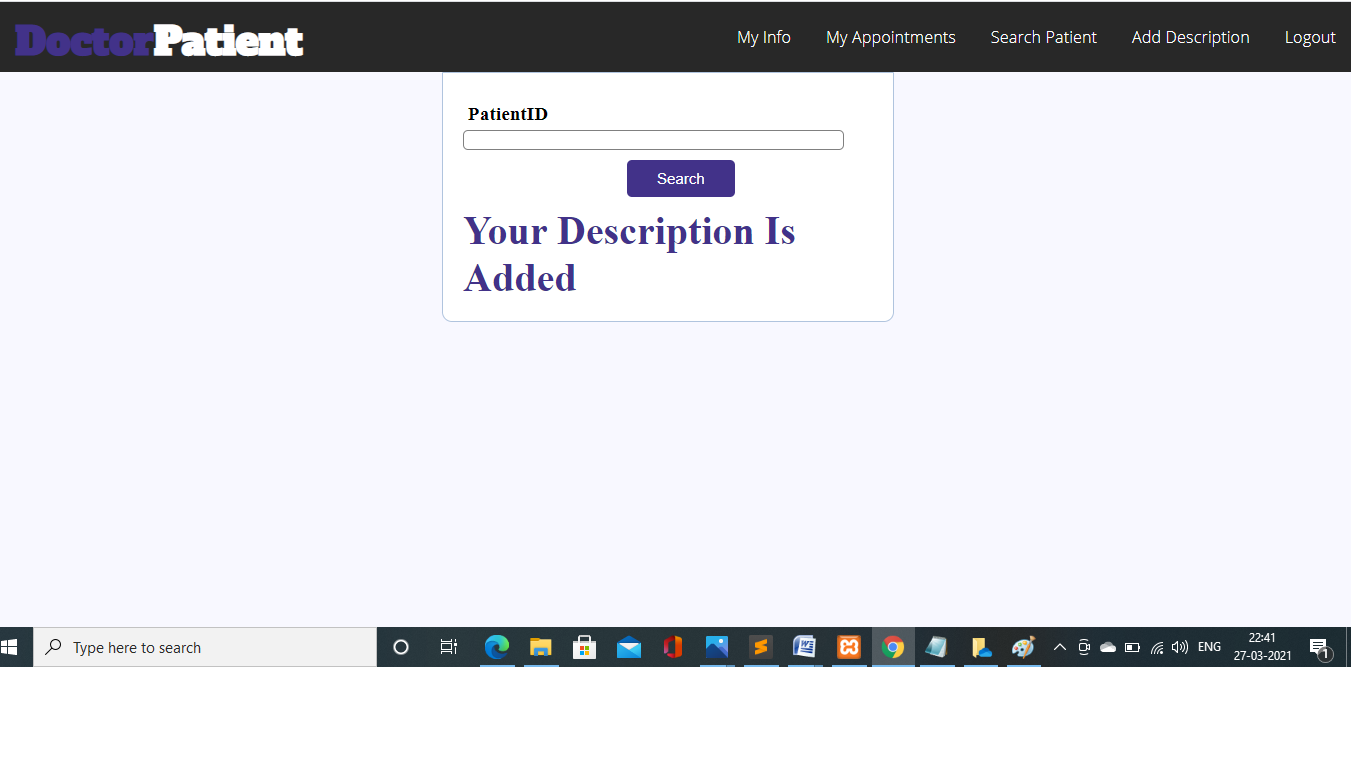 DoctorPatient
My Info My Appointments Search Patient Add Description Logout
PatientID
Search
Your Description Is
Added
Type here to search
ENG
22:41
27-03-2021
1